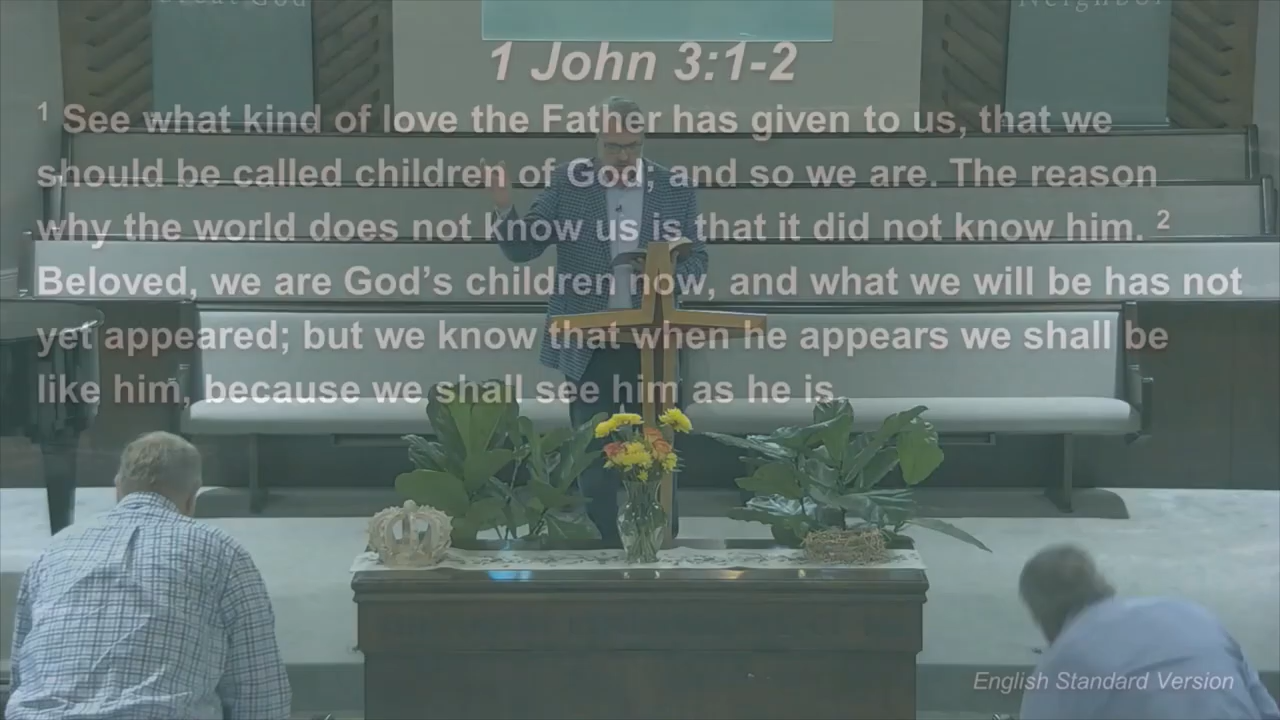 Great God
Neighbor
1 John 3:1-2
1 See what kind of love the Father has given to us, that we
should be called children of God; and so we are. The reason
why the world does not know us is that it did not know him. 2
Beloved, we are God’s children now, and what we will be has not
yet appeared; but we know that when he appears we shall be
like him, because we shall see him as he is.
English Standard Version